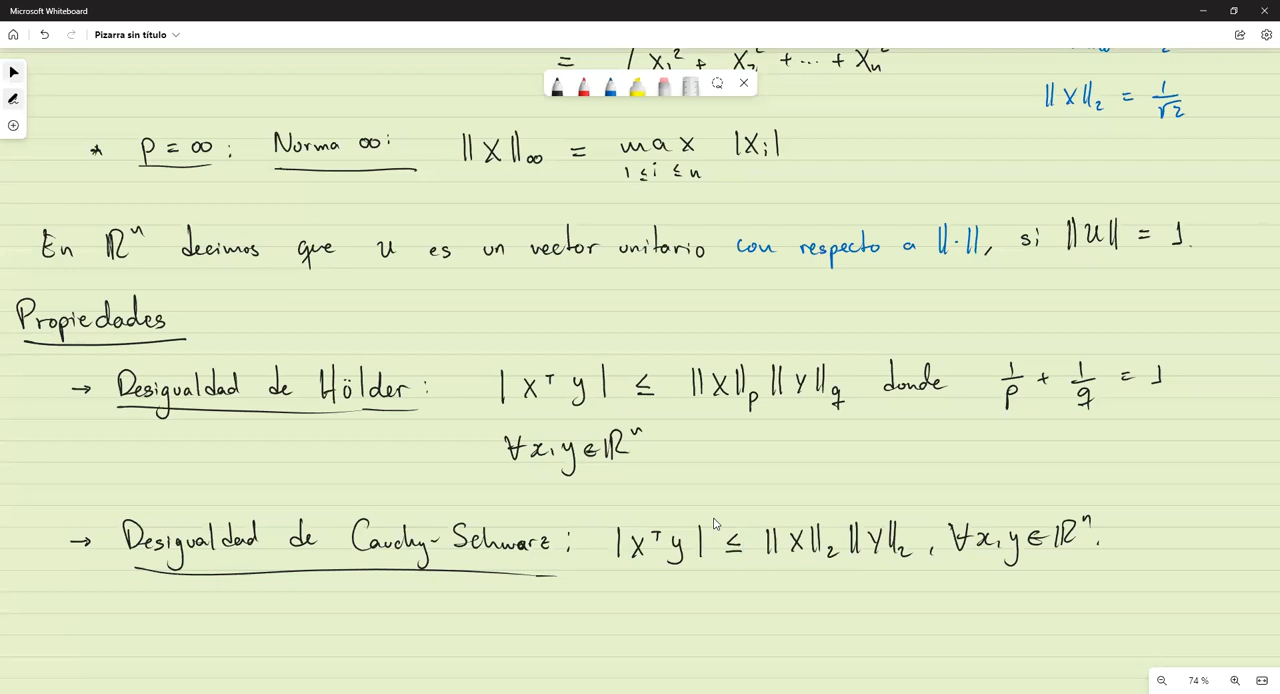 Microsoft Whiteboard
Pizarra sin título
= √ x₁² + x₂² + ... + xₙ²
||X||₂ = 1/√2
* p = ∞ : Norma ∞: ||X||∞ = max |Xᵢ|
1 ≤ i ≤ n
En ℝⁿ decimos que u es un vector unitario con respecto a ||·||, si ||u|| = 1.
Propiedades
→ Desigualdad de Hölder: |Xᵀy| ≤ ||X||ₚ ||Y||_q donde 1/p + 1/q = 1
∀x, y ∈ ℝⁿ
→ Desigualdad de Cauchy-Schwarz: |Xᵀy| ≤ ||X||₂ ||Y||₂, ∀x, y ∈ ℝⁿ.
74 %